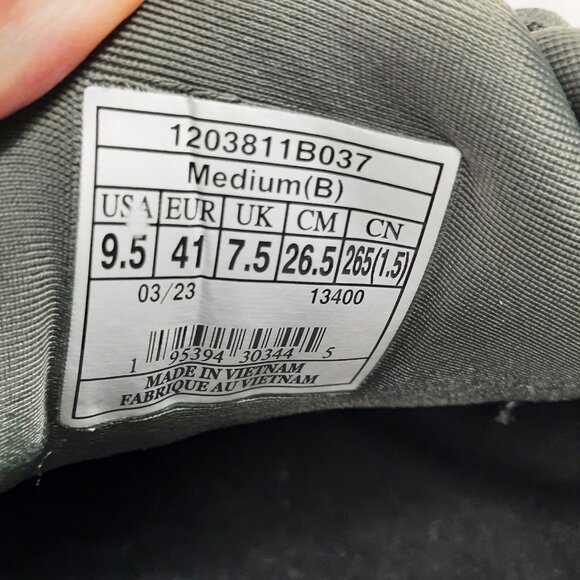 1203811B037
Medium(B)
USA EUR UK CM CN
9.5 41 7.5 26.5 265(1.5)
03/23 13400
1 95394 30344 5
MADE IN VIETNAM
FABRIQUE AU VIETNAM